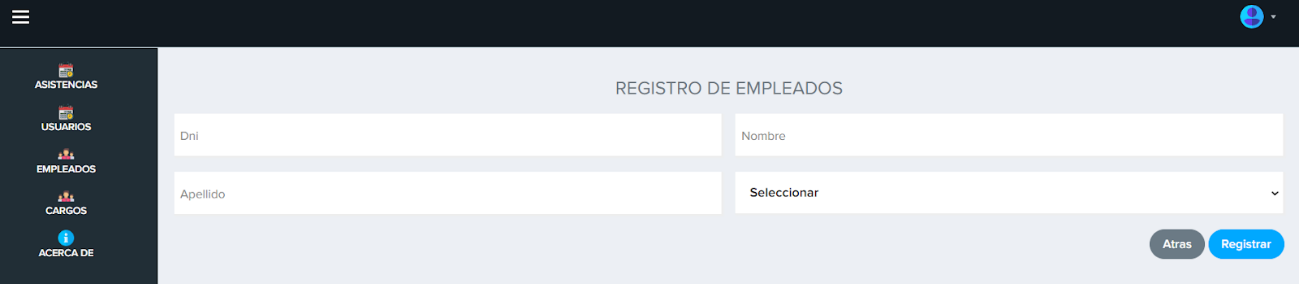 ASISTENCIAS
USUARIOS
EMPLEADOS
CARGOS
ACERCA DE
REGISTRO DE EMPLEADOS
Dni
Nombre
Apellido
Seleccionar
Atras
Registrar